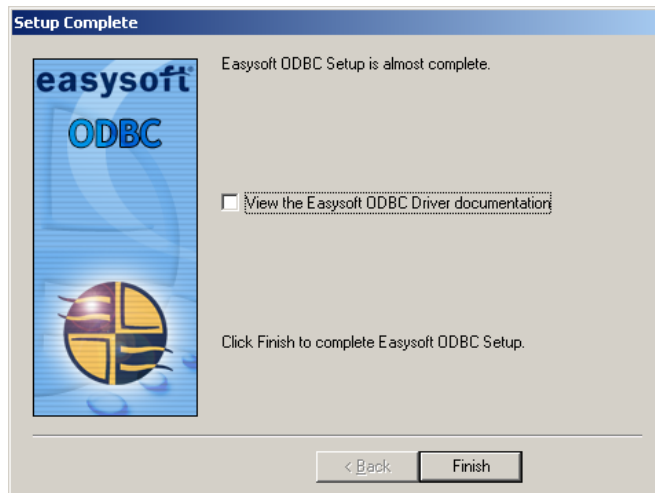 Setup Complete
easysoft
ODBC
Easysoft ODBC Setup is almost complete.
View the Easysoft ODBC Driver documentation
Click Finish to complete Easysoft ODBC Setup.
< Back
Finish